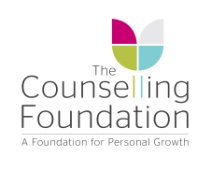 The
Counselling
Foundation
A Foundation for Personal Growth